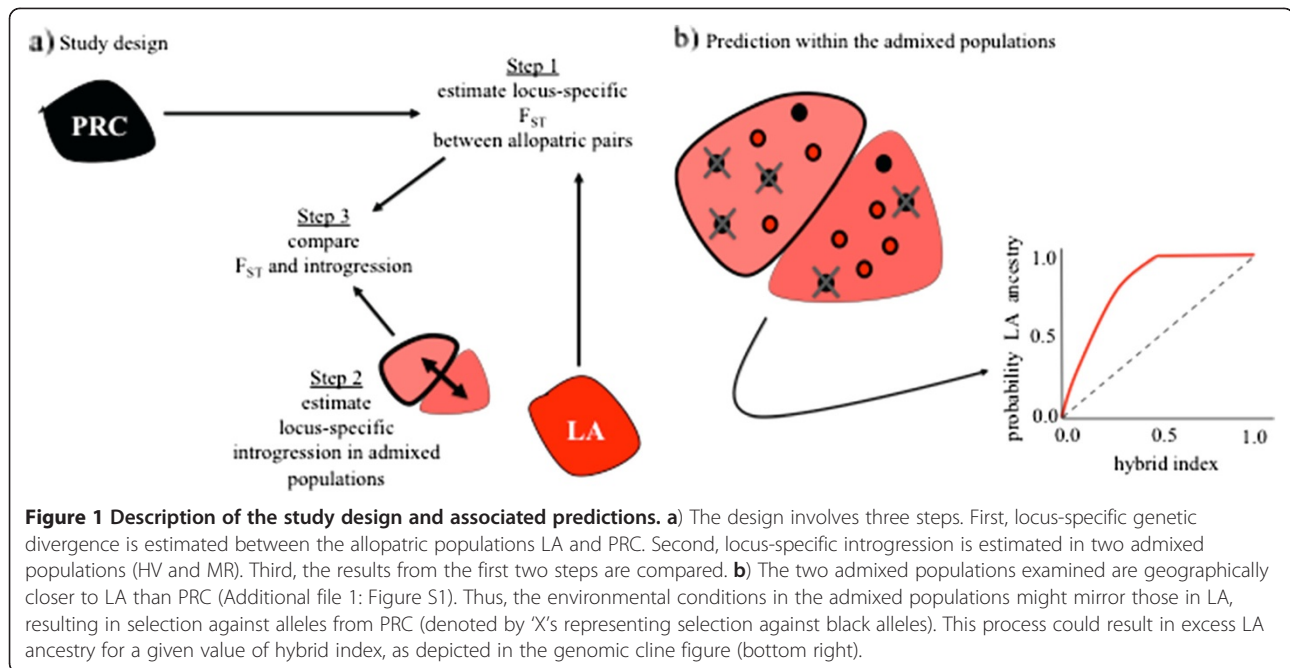 a) Study design
PRC
Step 1
estimate locus-specific
FST
between allopatric pairs
Step 3
compare
FST and introgression
Step 2
estimate
locus-specific
introgression in admixed
populations
LA
b) Prediction within the admixed populations
probability LA ancestry
1.0
0.5
0.0
0.0 0.5 1.0
hybrid index
Figure 1 Description of the study design and associated predictions. a) The design involves three steps. First, locus-specific genetic
divergence is estimated between the allopatric populations LA and PRC. Second, locus-specific introgression is estimated in two admixed
populations (HV and MR). Third, the results from the first two steps are compared. b) The two admixed populations examined are geographically
closer to LA than PRC (Additional file 1: Figure S1). Thus, the environmental conditions in the admixed populations might mirror those in LA,
resulting in selection against alleles from PRC (denoted by ‘X’s representing selection against black alleles). This process could result in excess LA
ancestry for a given value of hybrid index, as depicted in the genomic cline figure (bottom right).